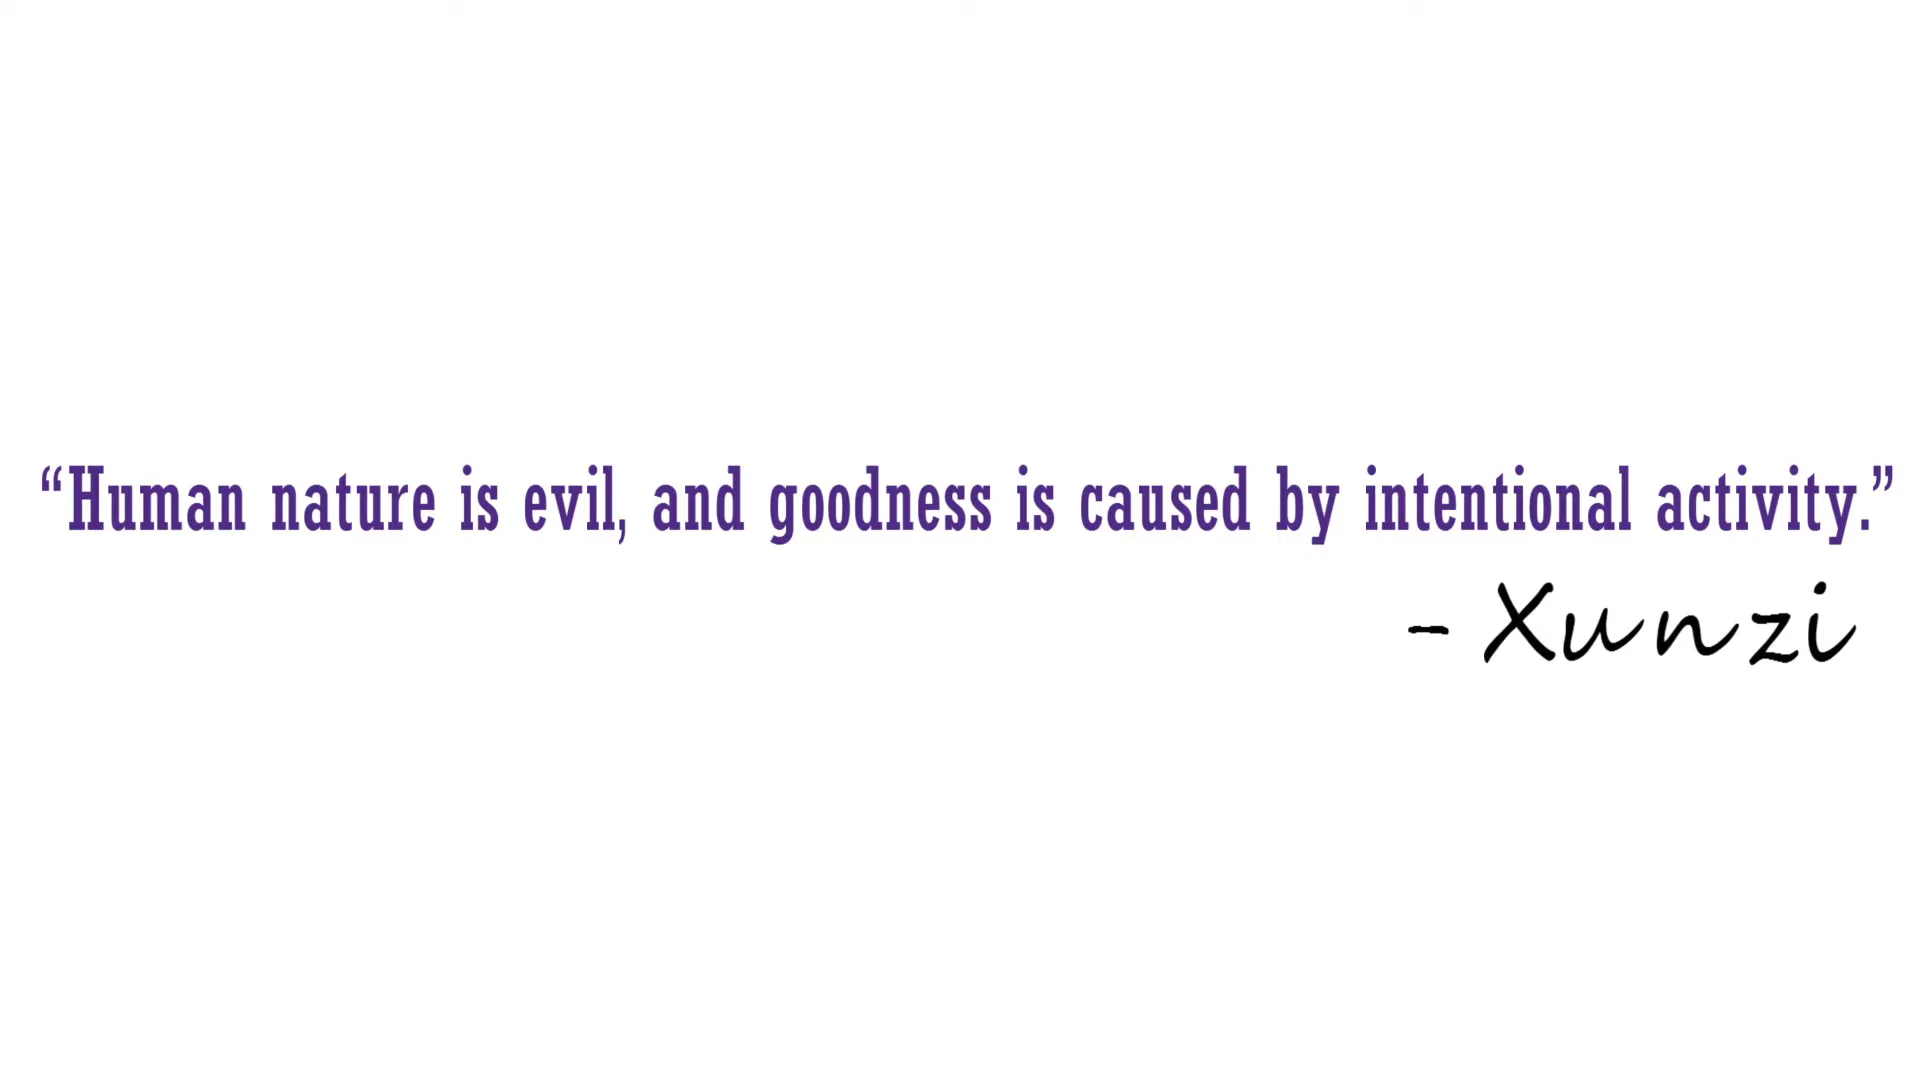 “Human nature is evil, and goodness is caused by intentional activity.”
- Xunzi